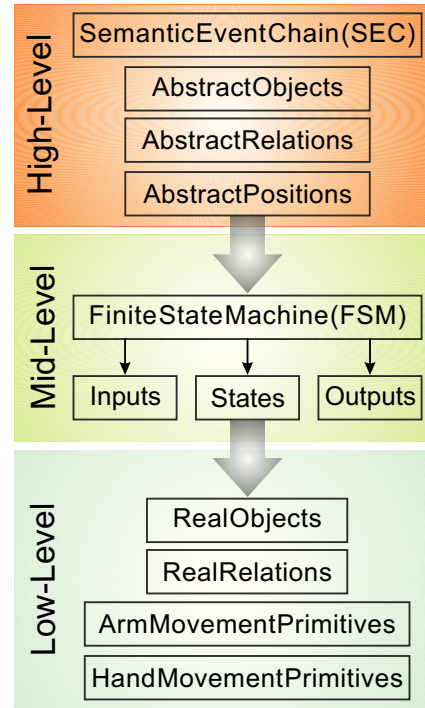 High-Level
SemanticEventChain(SEC)
AbstractObjects
AbstractRelations
AbstractPositions
Mid-Level
FiniteStateMachine(FSM)
Inputs
States
Outputs
Low-Level
RealObjects
RealRelations
ArmMovementPrimitives
HandMovementPrimitives